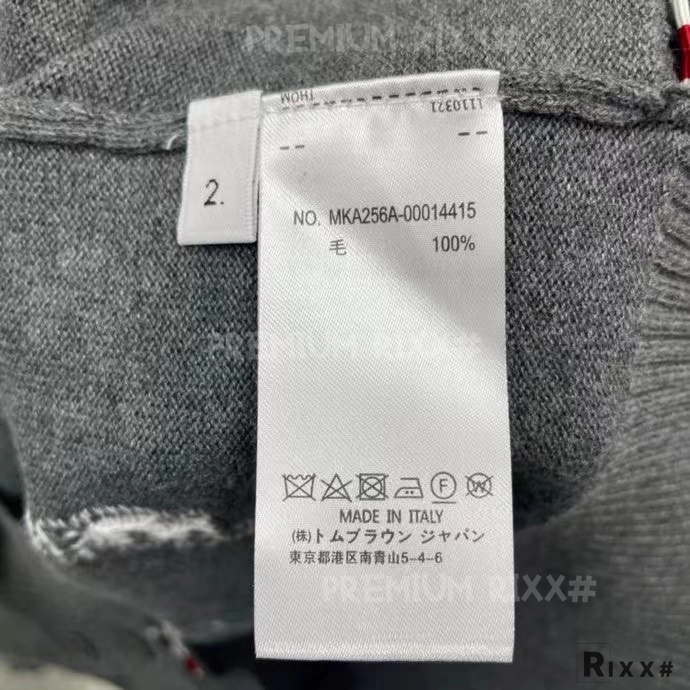 PREMIUM RIXX#
THOM
1110321
2.
NO. MKA256A-00014415
毛 100%
PREMIUM RIXX#
MADE IN ITALY
(株)トムブラウン ジャパン
東京都港区南青山5-4-6
PREMIUM RIXX#
RIXX#